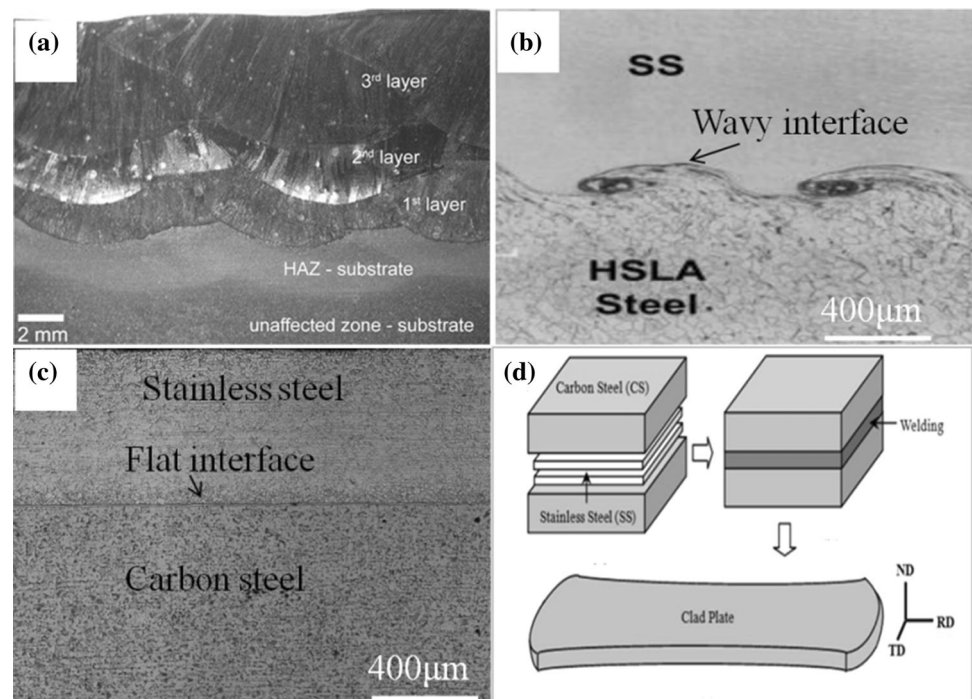 (a)
3rd layer
2nd layer
1st layer
HAZ - substrate
2 mm
unaffected zone - substrate
(b)
SS
Wavy interface
HSLA
Steel
400μm
(c)
Stainless steel
Flat interface
Carbon steel
400μm
(d)
Carbon Steel (CS)
Welding
Stainless Steel (SS)
Clad Plate
ND
RD
TD